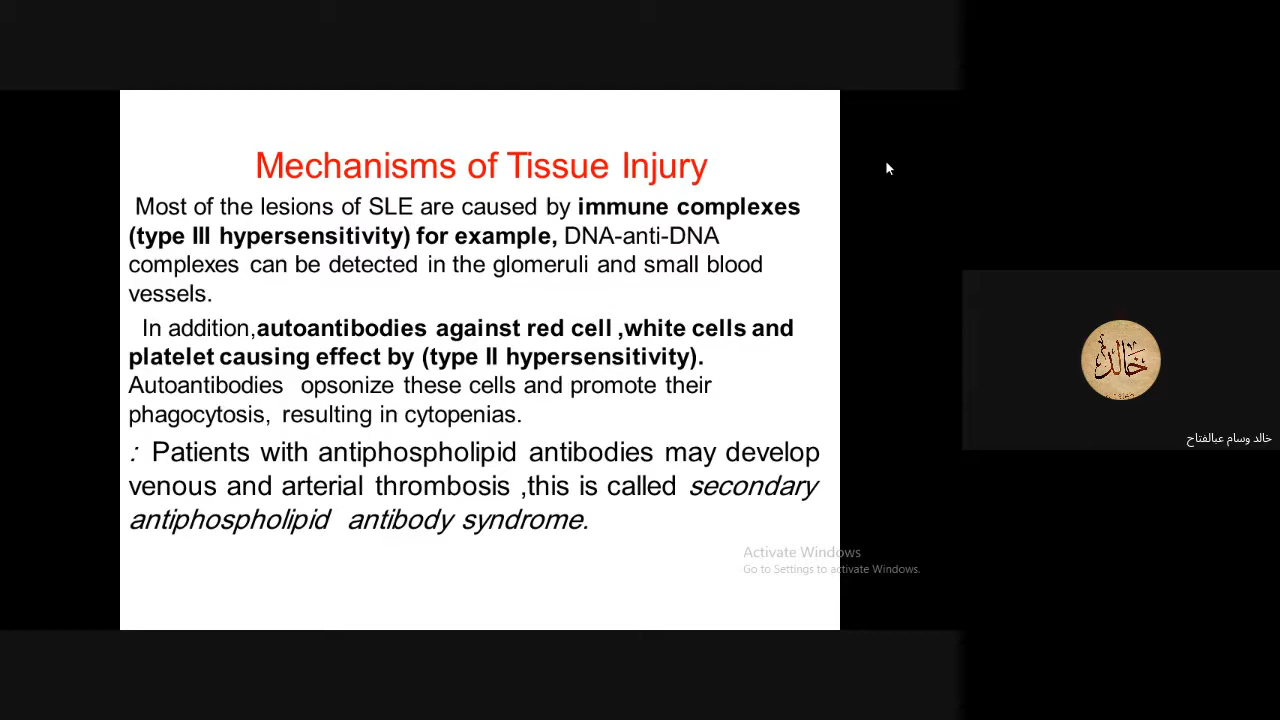 Mechanisms of Tissue Injury
Most of the lesions of SLE are caused by immune complexes
(type III hypersensitivity) for example, DNA-anti-DNA
complexes can be detected in the glomeruli and small blood
vessels.
In addition,autoantibodies against red cell ,white cells and
platelet causing effect by (type II hypersensitivity).
Autoantibodies opsonize these cells and promote their
phagocytosis, resulting in cytopenias.
: Patients with antiphospholipid antibodies may develop
venous and arterial thrombosis ,this is called secondary
antiphospholipid antibody syndrome.
Activate Windows
Go to Settings to activate Windows.
خالد
خالد وسام عبالفتاح